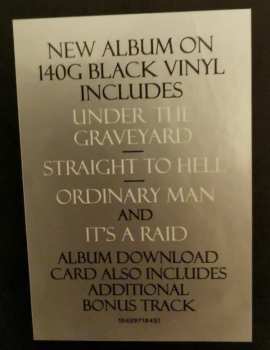 NEW ALBUM ON
140G BLACK VINYL
INCLUDES
UNDER THE
GRAVEYARD
STRAIGHT TO HELL
ORDINARY MAN
AND
IT'S A RAID
ALBUM DOWNLOAD
CARD ALSO INCLUDES
ADDITIONAL
BONUS TRACK